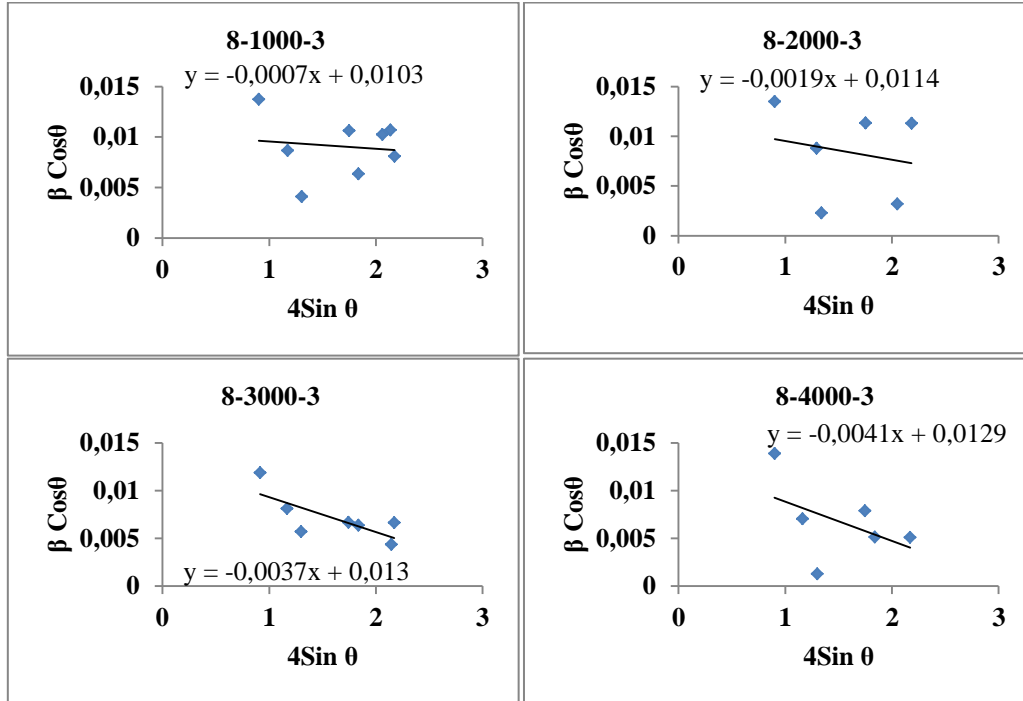 8-1000-3
y = -0,0007x + 0,0103
0,015
0,01
0,005
0
β Cosθ
0 1 2 3
4Sin θ
8-2000-3
y = -0,0019x + 0,0114
0,015
0,01
0,005
0
β Cosθ
0 1 2 3
4Sin θ
8-3000-3
0,015
0,01
0,005
0
β Cosθ
y = -0,0037x + 0,013
0 1 2 3
4Sin θ
8-4000-3
y = -0,0041x + 0,0129
0,015
0,01
0,005
0
β Cosθ
0 1 2 3
4Sin θ